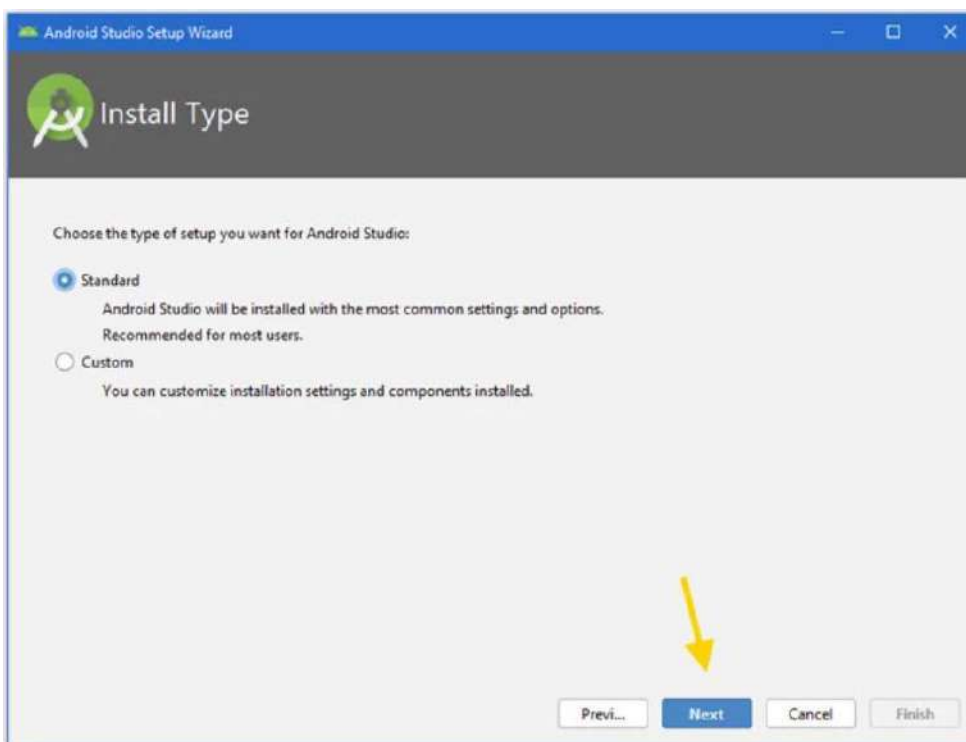 Android Studio Setup Wizard
Install Type
Choose the type of setup you want for Android Studio:
Standard
Android Studio will be installed with the most common settings and options.
Recommended for most users.
Custom
You can customize installation settings and components installed.
Previ... Next Cancel Finish